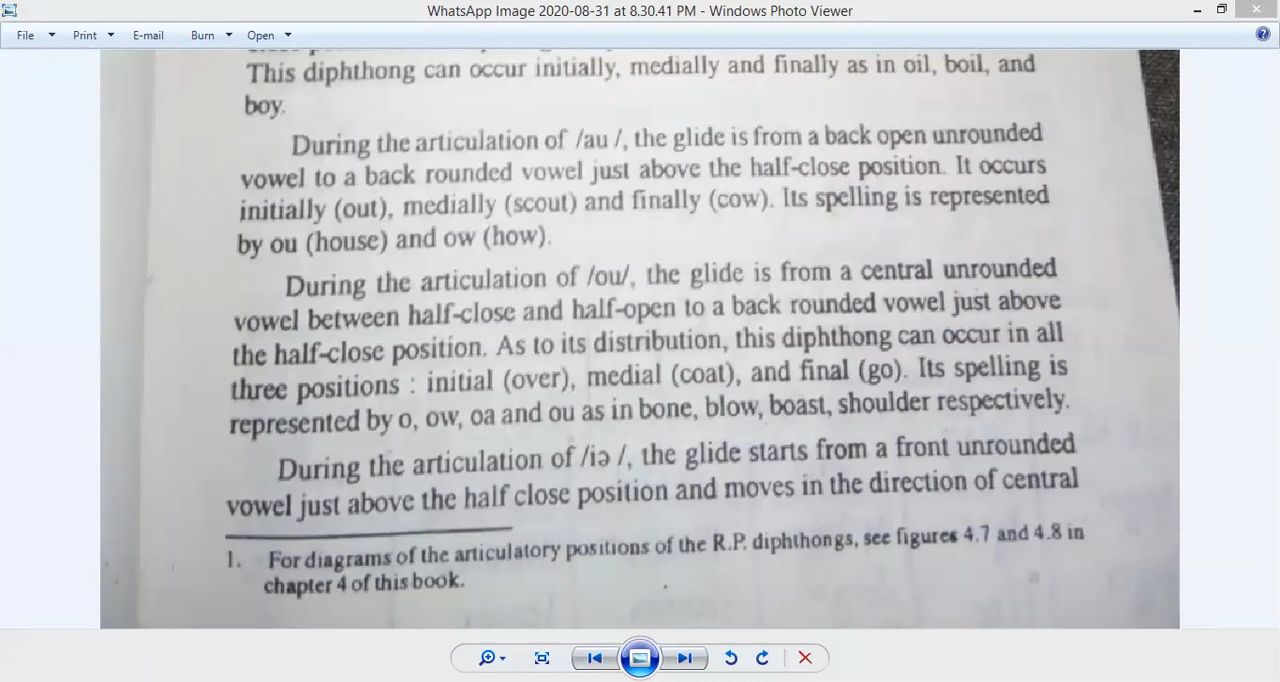 WhatsApp Image 2020-08-31 at 8.30.41 PM - Windows Photo Viewer
File Print E-mail Burn Open
This diphthong can occur initially, medially and finally as in oil, boil, and
boy.
During the articulation of /au /, the glide is from a back open unrounded
vowel to a back rounded vowel just above the half-close position. It occurs
initially (out), medially (scout) and finally (cow). Its spelling is represented
by ou (house) and ow (how).
During the articulation of /ou/, the glide is from a central unrounded
vowel between half-close and half-open to a back rounded vowel just above
the half-close position. As to its distribution, this diphthong can occur in all
three positions : initial (over), medial (coat), and final (go). Its spelling is
represented by o, ow, oa and ou as in bone, blow, boast, shoulder respectively.
During the articulation of /iə /, the glide starts from a front unrounded
vowel just above the half close position and moves in the direction of central
1. For diagrams of the articulatory positions of the R.P. diphthongs, see figures 4.7 and 4.8 in
chapter 4 of this book.